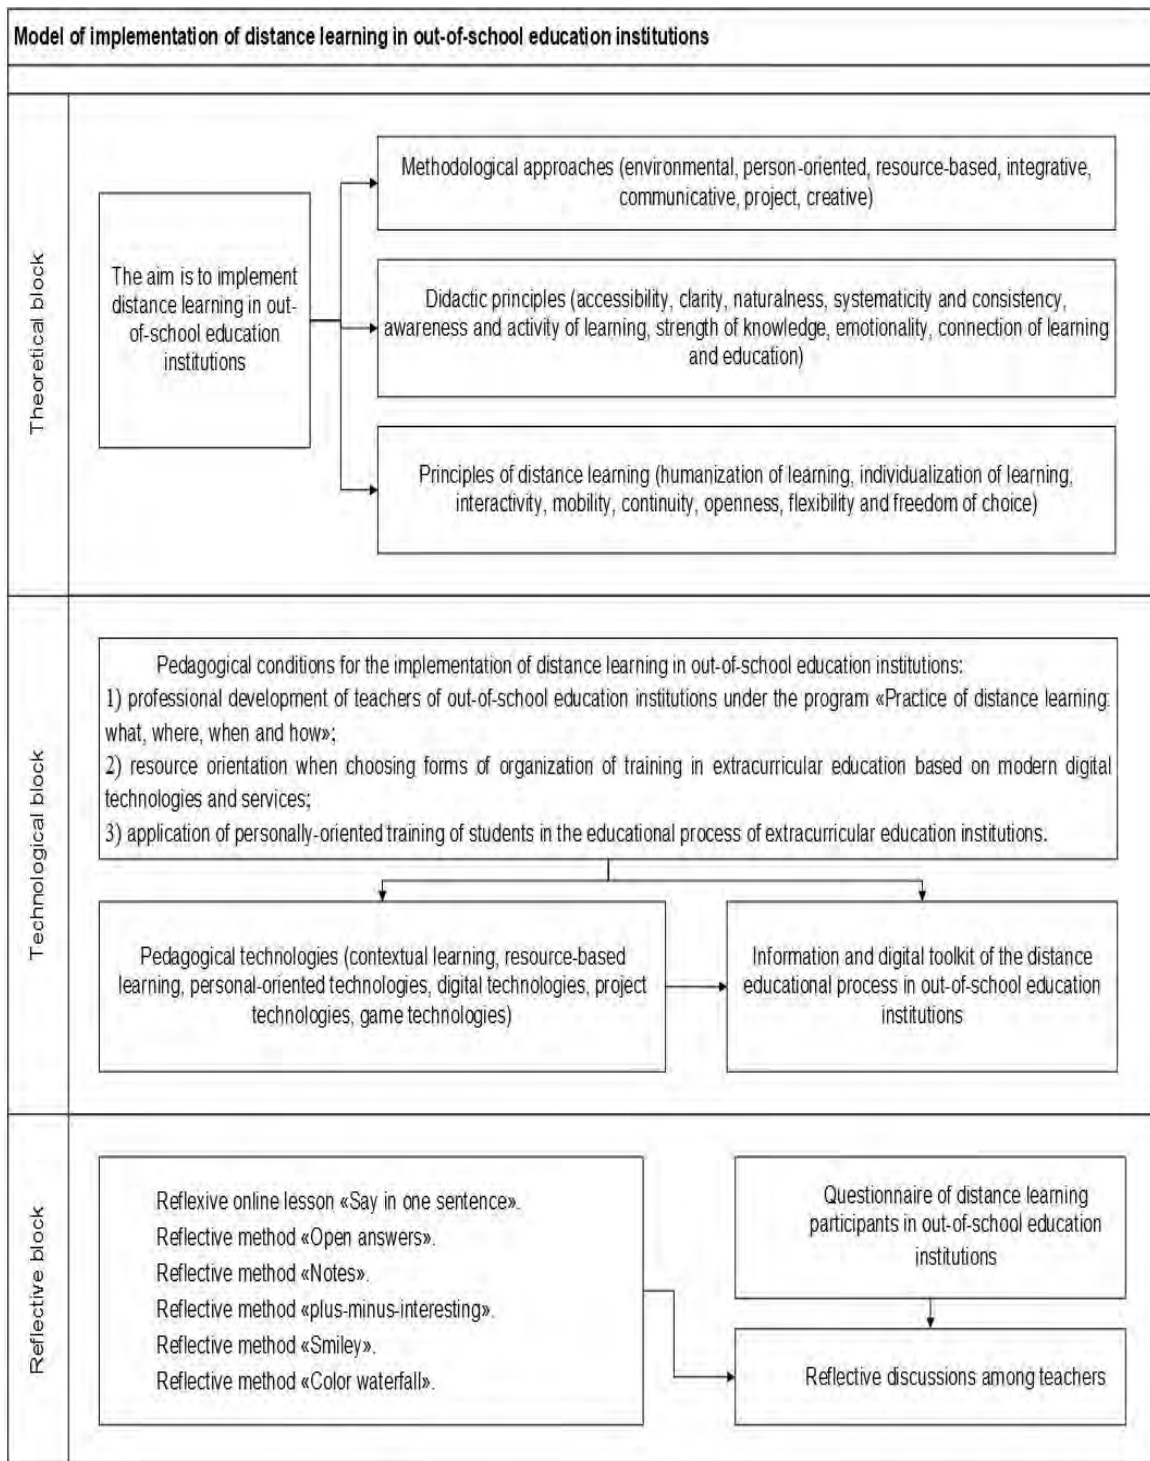 Model of implementation of distance learning in out-of-school education institutions
Theoretical block
The aim is to implement
distance learning in out-
of-school education
institutions
Methodological approaches (environmental, person-oriented, resource-based, integrative,
communicative, project, creative)
Didactic principles (accessibility, clarity, naturalness, systematicity and consistency,
awareness and activity of learning, strength of knowledge, emotionality, connection of learning
and education)
Principles of distance learning (humanization of learning, individualization of learning,
interactivity, mobility, continuity, openness, flexibility and freedom of choice)
Technological block
Pedagogical conditions for the implementation of distance learning in out-of-school education institutions:
1) professional development of teachers of out-of-school education institutions under the program «Practice of distance learning:
what, where, when and how»;
2) resource orientation when choosing forms of organization of training in extracurricular education based on modern digital
technologies and services;
3) application of personally-oriented training of students in the educational process of extracurricular education institutions.
Pedagogical technologies (contextual learning, resource-based
learning, personal-oriented technologies, digital technologies, project
technologies, game technologies)
Information and digital toolkit of the distance
educational process in out-of-school education
institutions
Reflective block
Reflexive online lesson «Say in one sentence».
Reflective method «Open answers».
Reflective method «Notes».
Reflective method «plus-minus-interesting».
Reflective method «Smiley».
Reflective method «Color waterfall».
Questionnaire of distance learning
participants in out-of-school education
institutions
Reflective discussions among teachers